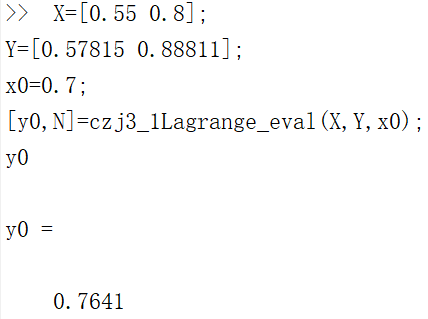 >> X=[0.55 0.8];
Y=[0.57815 0.88811];
x0=0.7;
[y0,N]=czj3_1Lagrange_eval(X,Y,x0);
y0
y0 =
0.7641